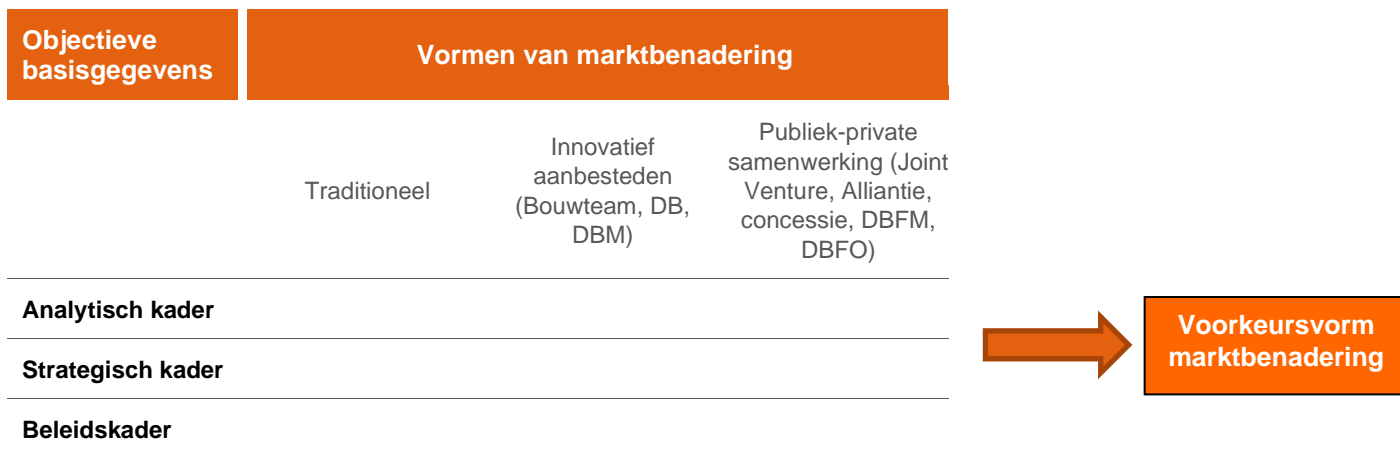 Objectieve
basisgegevens
Vormen van marktbenadering
Traditioneel
Innovatief
aanbesteden
(Bouwteam, DB,
DBM)
Publiek-private
samenwerking (Joint
Venture, Alliantie,
concessie, DBFM,
DBFO)
Analytisch kader
Strategisch kader
Beleidskader
Voorkeursvorm
marktbenadering